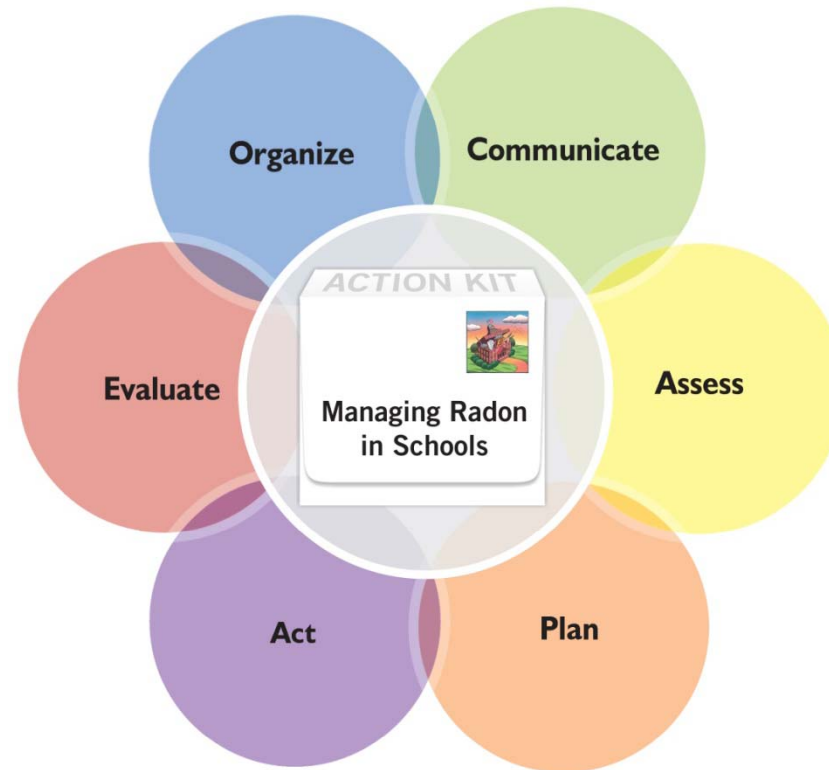 Organize
Communicate
ACTION KIT
Managing Radon
in Schools
Evaluate
Assess
Act
Plan